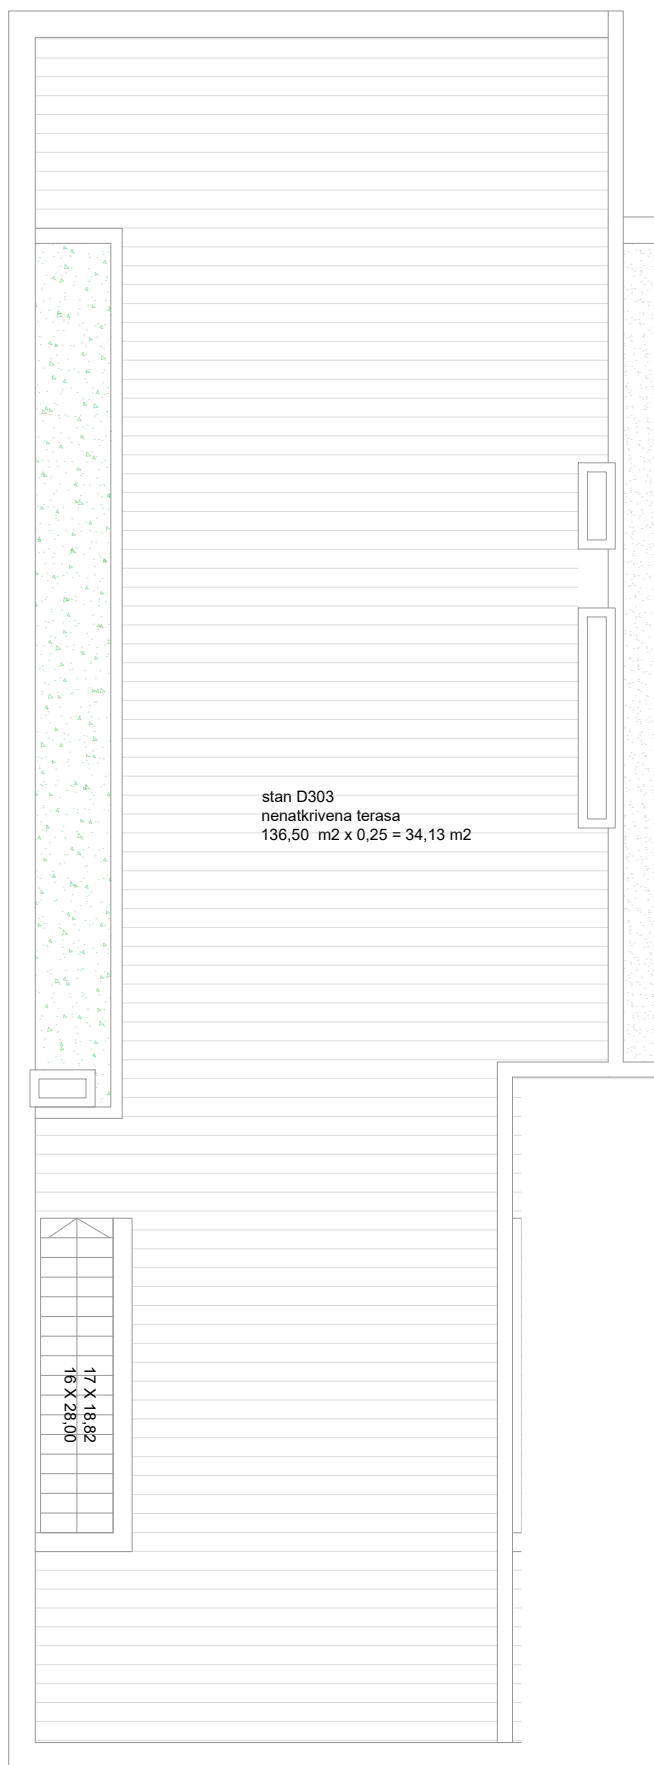 stan D303
nenatkrivena terasa
136,50  m2 x 0,25 = 34,13 m2
17 X 18,82
16 X 28,00